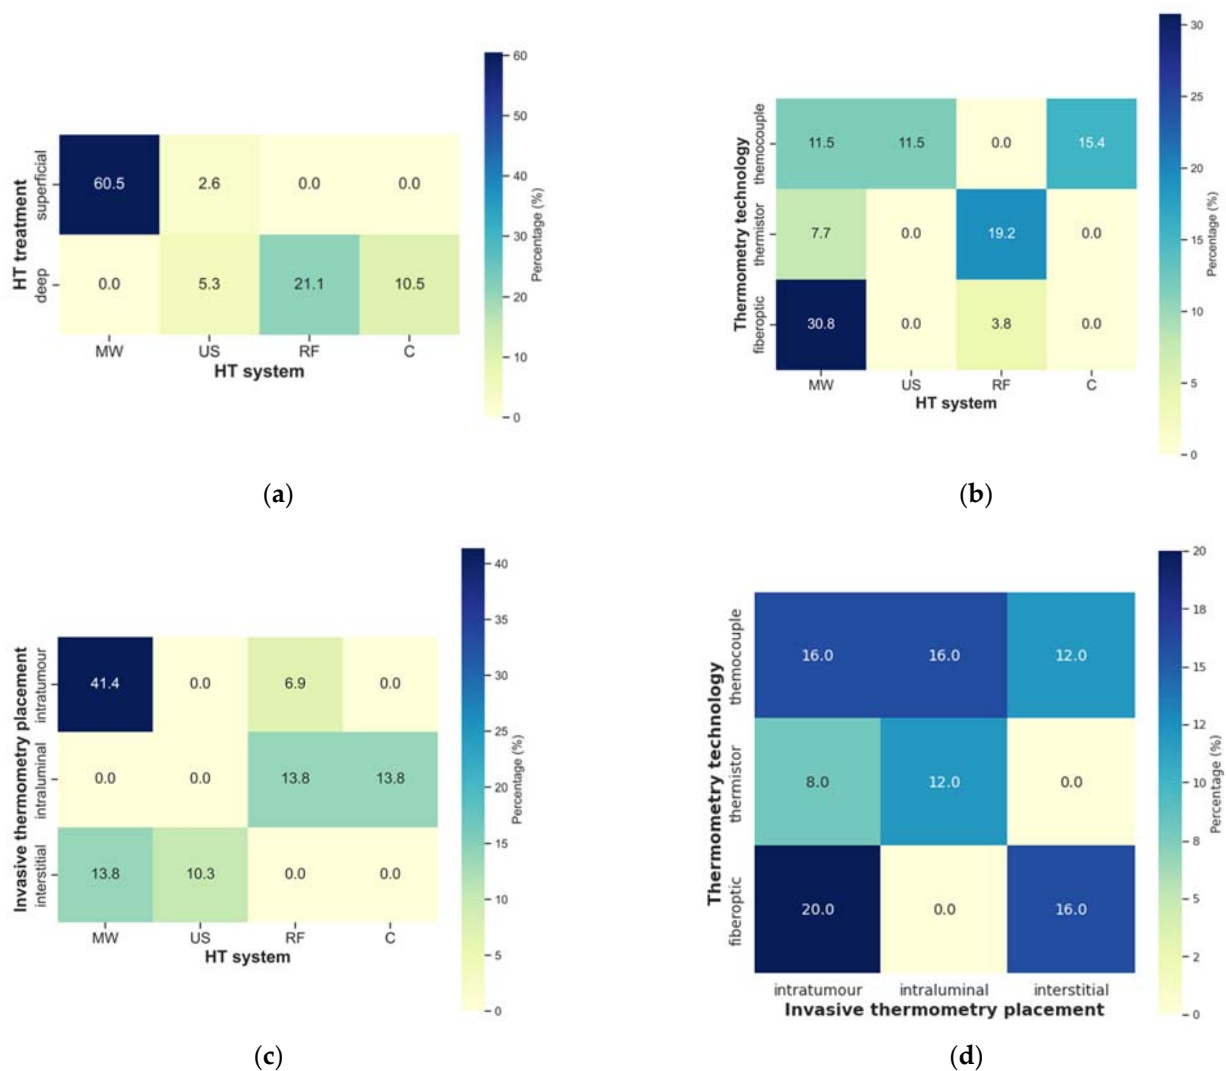 60
50
40
30
20
10
0
Percentage (%)
HT treatment
superficial
deep
60.5 2.6 0.0 0.0
0.0 5.3 21.1 10.5
MW US RF C
HT system
(a)
30
25
20
15
10
5
0
Percentage (%)
Thermometry technology
themocouple
thermistor
fiberoptic
11.5 11.5 0.0 15.4
7.7 0.0 19.2 0.0
30.8 0.0 3.8 0.0
MW US RF C
HT system
(b)
40
35
30
25
20
15
10
5
0
Percentage (%)
Invasive thermometry placement
intratumour
intraluminal
interstitial
41.4 0.0 6.9 0.0
0.0 0.0 13.8 13.8
13.8 10.3 0.0 0.0
MW US RF C
HT system
(c)
20
18
15
12
10
8
5
2
0
Percentage (%)
Thermometry technology
themocouple
thermistor
fiberoptic
16.0 16.0 12.0
8.0 12.0 0.0
20.0 0.0 16.0
intratumour intraluminal interstitial
Invasive thermometry placement
(d)